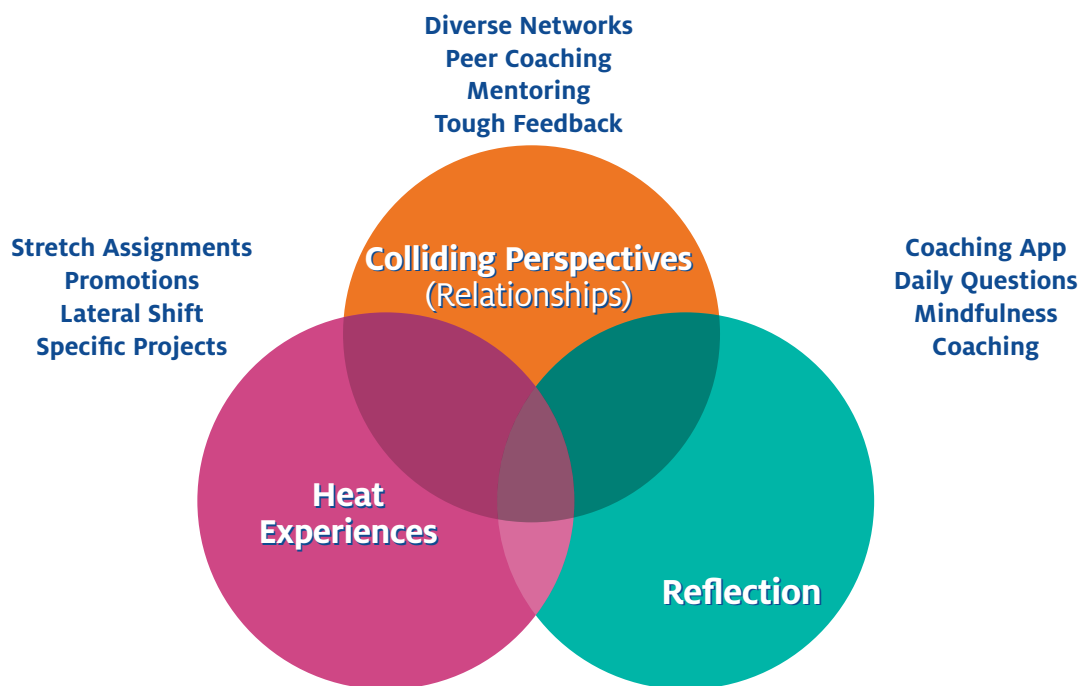 Diverse Networks
Peer Coaching
Mentoring
Tough Feedback
Stretch Assignments
Promotions
Lateral Shift
Specific Projects
Colliding Perspectives
(Relationships)
Coaching App
Daily Questions
Mindfulness
Coaching
Heat
Experiences
Reflection